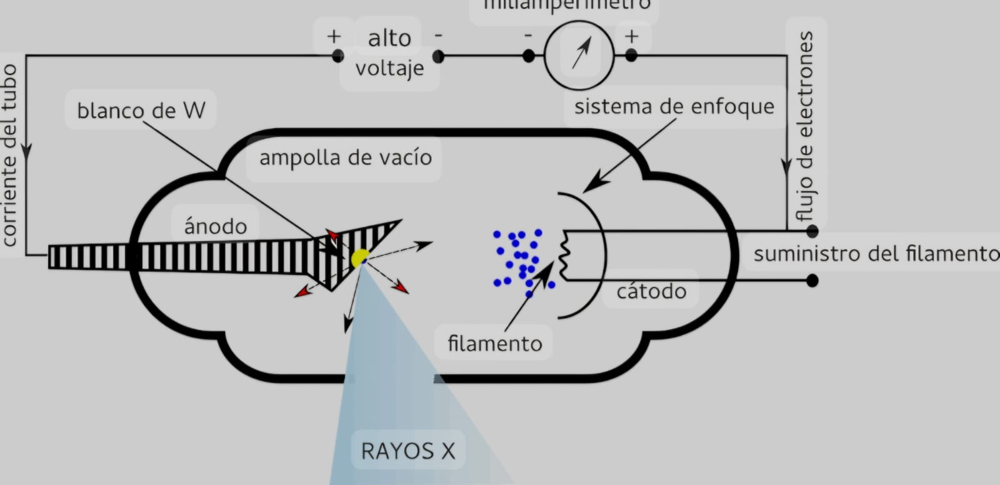 miliamperímetro
+ alto -
voltaje
- +
corriente del tubo
flujo de electrones
blanco de W
sistema de enfoque
ampolla de vacío
ánodo
suministro del filamento
cátodo
filamento
RAYOS X